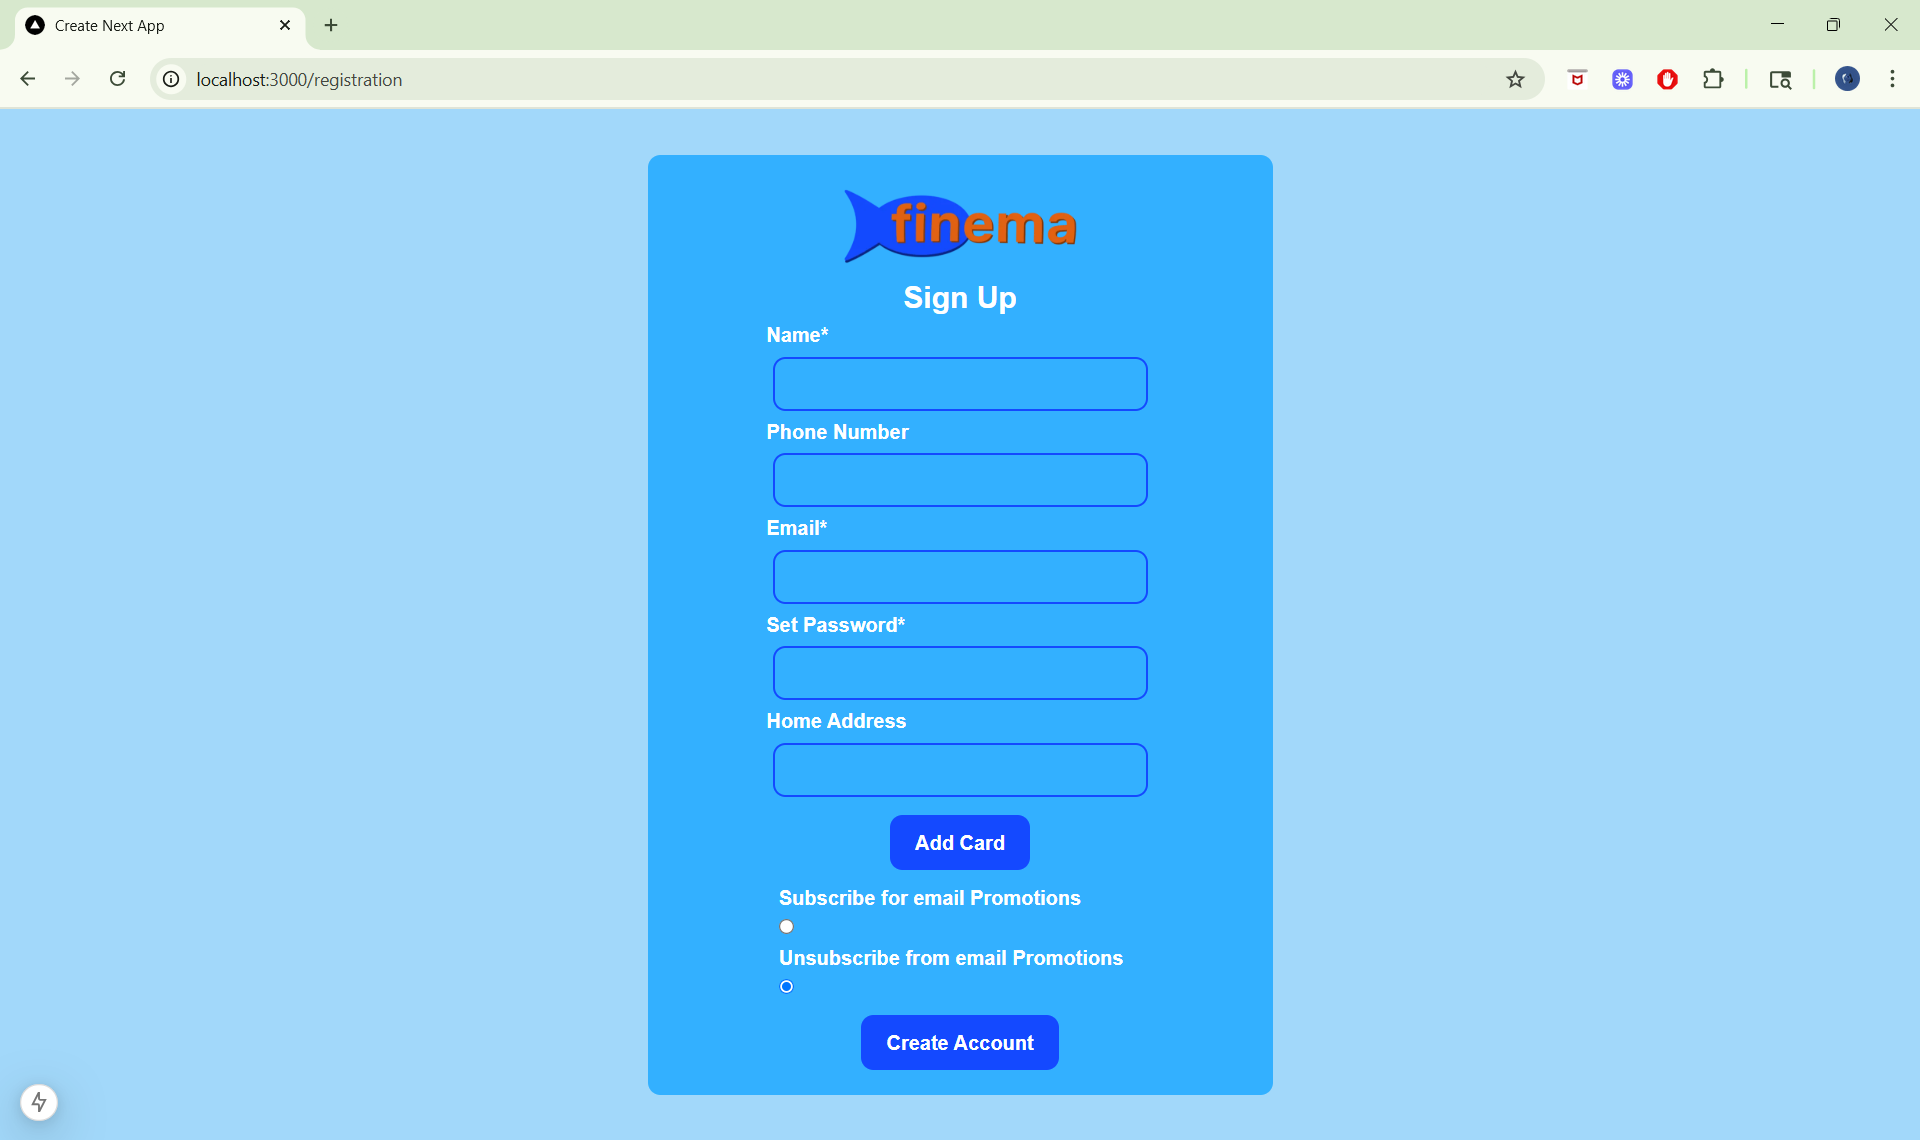 Create Next App
localhost:3000/registration
finema
Sign Up
Name*
Phone Number
Email*
Set Password*
Home Address
Add Card
Subscribe for email Promotions
Unsubscribe from email Promotions
Create Account